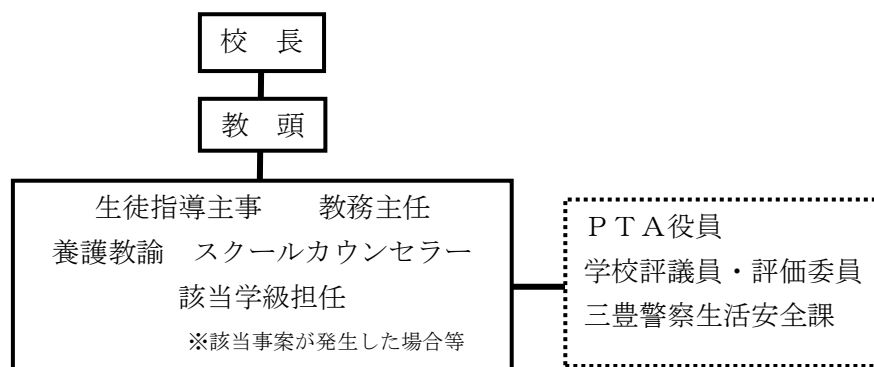 校　長
教　頭
生徒指導主事　　教務主任
養護教諭　スクールカウンセラー
該当学級担任
※該当事案が発生した場合等
ＰＴＡ役員
学校評議員・評価委員
三豊警察生活安全課